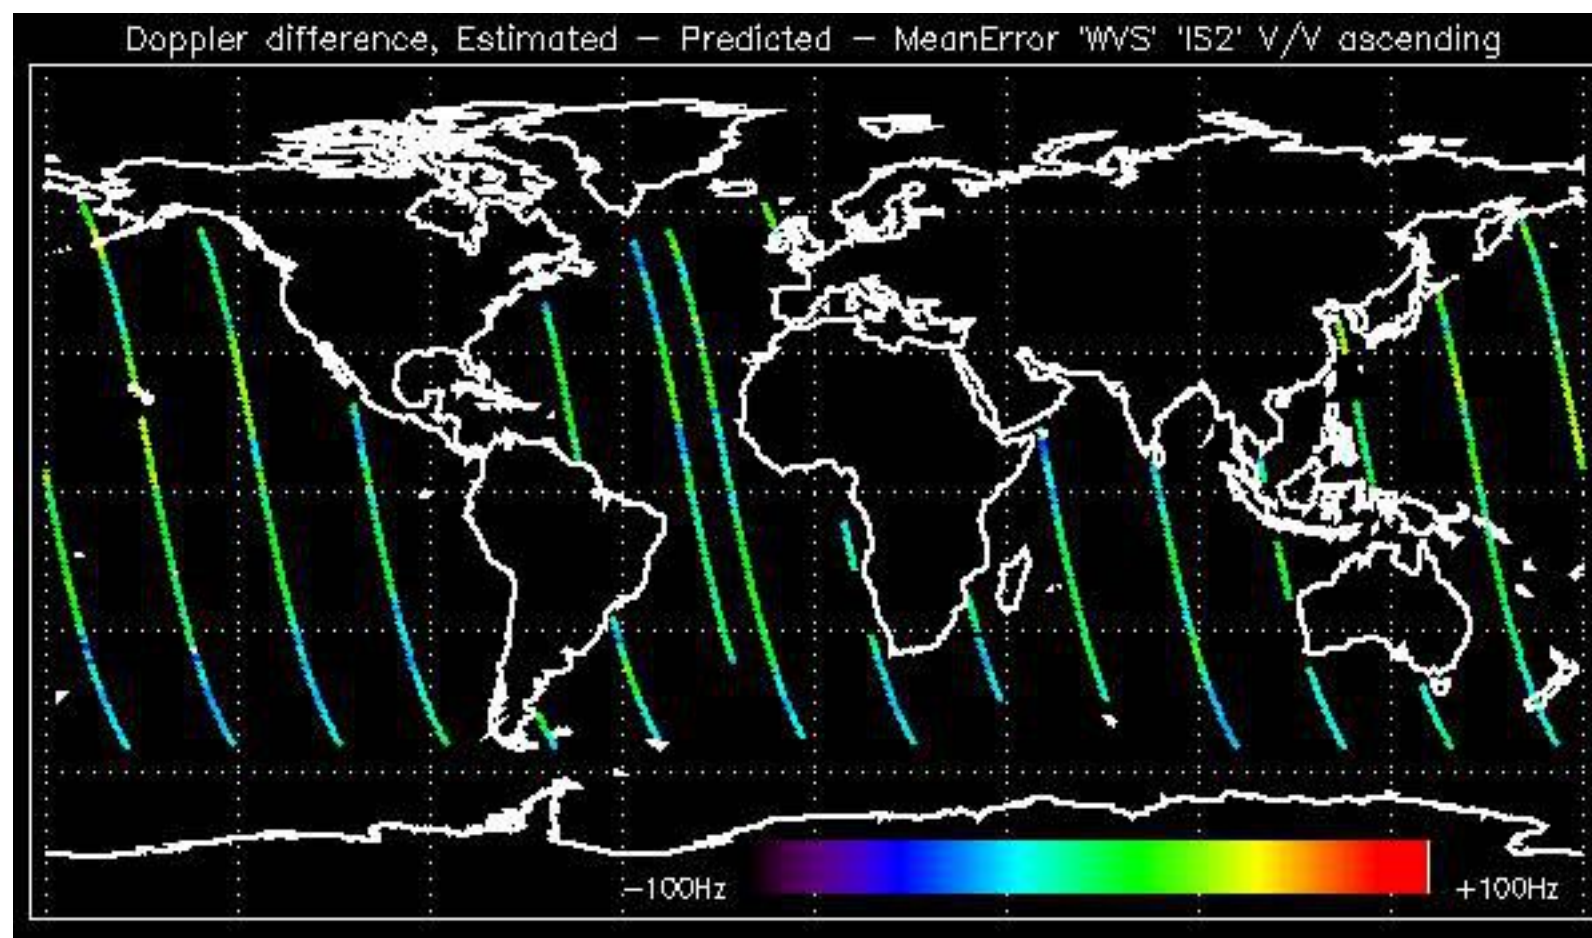 Doppler difference, Estimated – Predicted – MeanError 'WVS' 'IS2' V/V ascending
–100Hz +100Hz